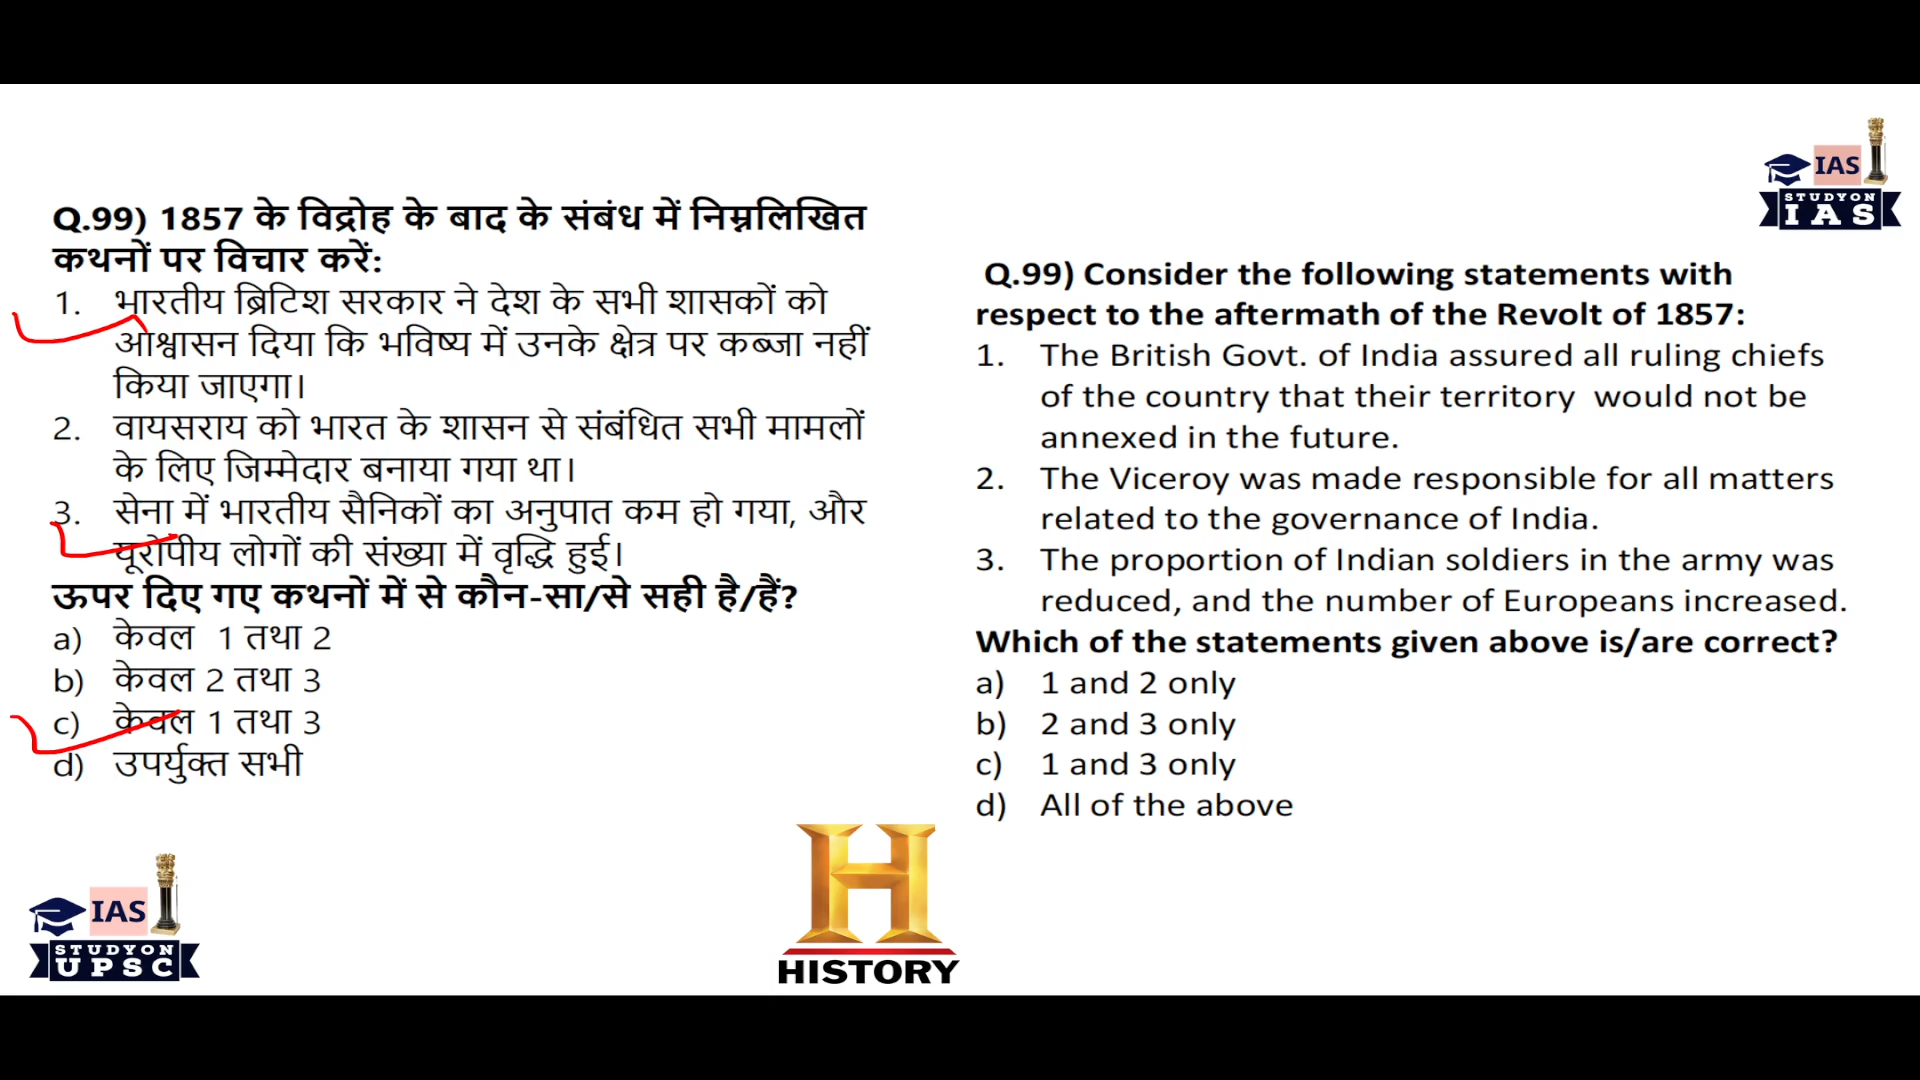 Q.99) 1857 के विद्रोह के बाद के संबंध में निम्नलिखित
कथनों पर विचार करें:
1. भारतीय ब्रिटिश सरकार ने देश के सभी शासकों को
आश्वासन दिया कि भविष्य में उनके क्षेत्र पर कब्जा नहीं
किया जाएगा।
2. वायसराय को भारत के शासन से संबंधित सभी मामलों
के लिए जिम्मेदार बनाया गया था।
3. सेना में भारतीय सैनिकों का अनुपात कम हो गया, और
यूरोपीय लोगों की संख्या में वृद्धि हुई।
ऊपर दिए गए कथनों में से कौन-सा/से सही है/हैं?
a) केवल 1 तथा 2
b) केवल 2 तथा 3
c) केवल 1 तथा 3
d) उपर्युक्त सभी
IAS
STUDYON
UPSC
HISTORY
IAS
STUDYON
IAS
Q.99) Consider the following statements with
respect to the aftermath of the Revolt of 1857:
1. The British Govt. of India assured all ruling chiefs
of the country that their territory would not be
annexed in the future.
2. The Viceroy was made responsible for all matters
related to the governance of India.
3. The proportion of Indian soldiers in the army was
reduced, and the number of Europeans increased.
Which of the statements given above is/are correct?
a) 1 and 2 only
b) 2 and 3 only
c) 1 and 3 only
d) All of the above